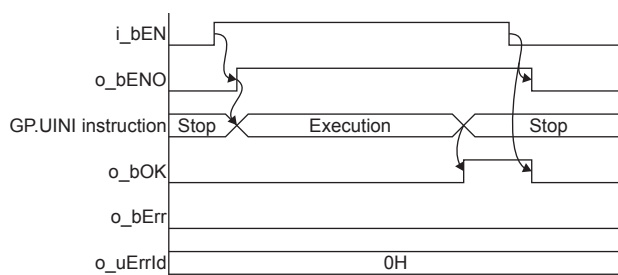 i_bEN
o_bENO
GP.UINI instruction Stop Execution Stop
o_bOK
o_bErr
o_uErrId 0H